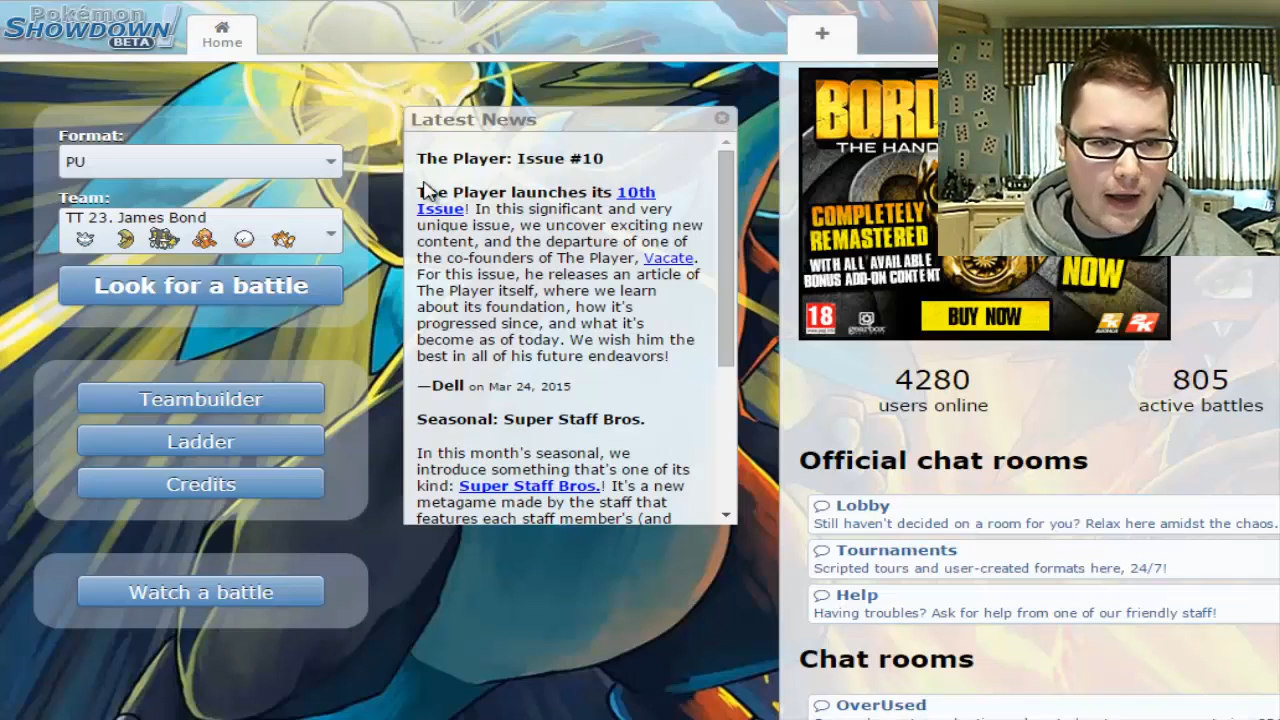 Pokémon
SHOWDOWN!
BETA
Home
+
Format:
PU
Team:
TT 23. James Bond
Look for a battle
Teambuilder
Ladder
Credits
Watch a battle
Latest News
The Player: Issue #10
The Player launches its 10th
Issue! In this significant and very
unique issue, we uncover exciting new
content, and the departure of one of
the co-founders of The Player, Vacate.
For this issue, he releases an article of
The Player itself, where we learn
about its foundation, how it's
progressed since, and what it's
become as of today. We wish him the
best in all of his future endeavors!
—Dell on Mar 24, 2015
Seasonal: Super Staff Bros.
In this month's seasonal, we
introduce something that's one of its
kind: Super Staff Bros.! It's a new
metagame made by the staff that
features each staff member's (and
BORD
THE HAND
COMPLETELY
REMASTERED
WITH ALL AVAILABLE
BONUS ADD-ON CONTENT
NOW
18
gearbox
BUY NOW
2K
AUSTRALIA
2K
4280
users online
805
active battles
Official chat rooms
Lobby
Still haven't decided on a room for you? Relax here amidst the chaos.
Tournaments
Scripted tours and user-created formats here, 24/7!
Help
Having troubles? Ask for help from one of our friendly staff!
Chat rooms
OverUsed